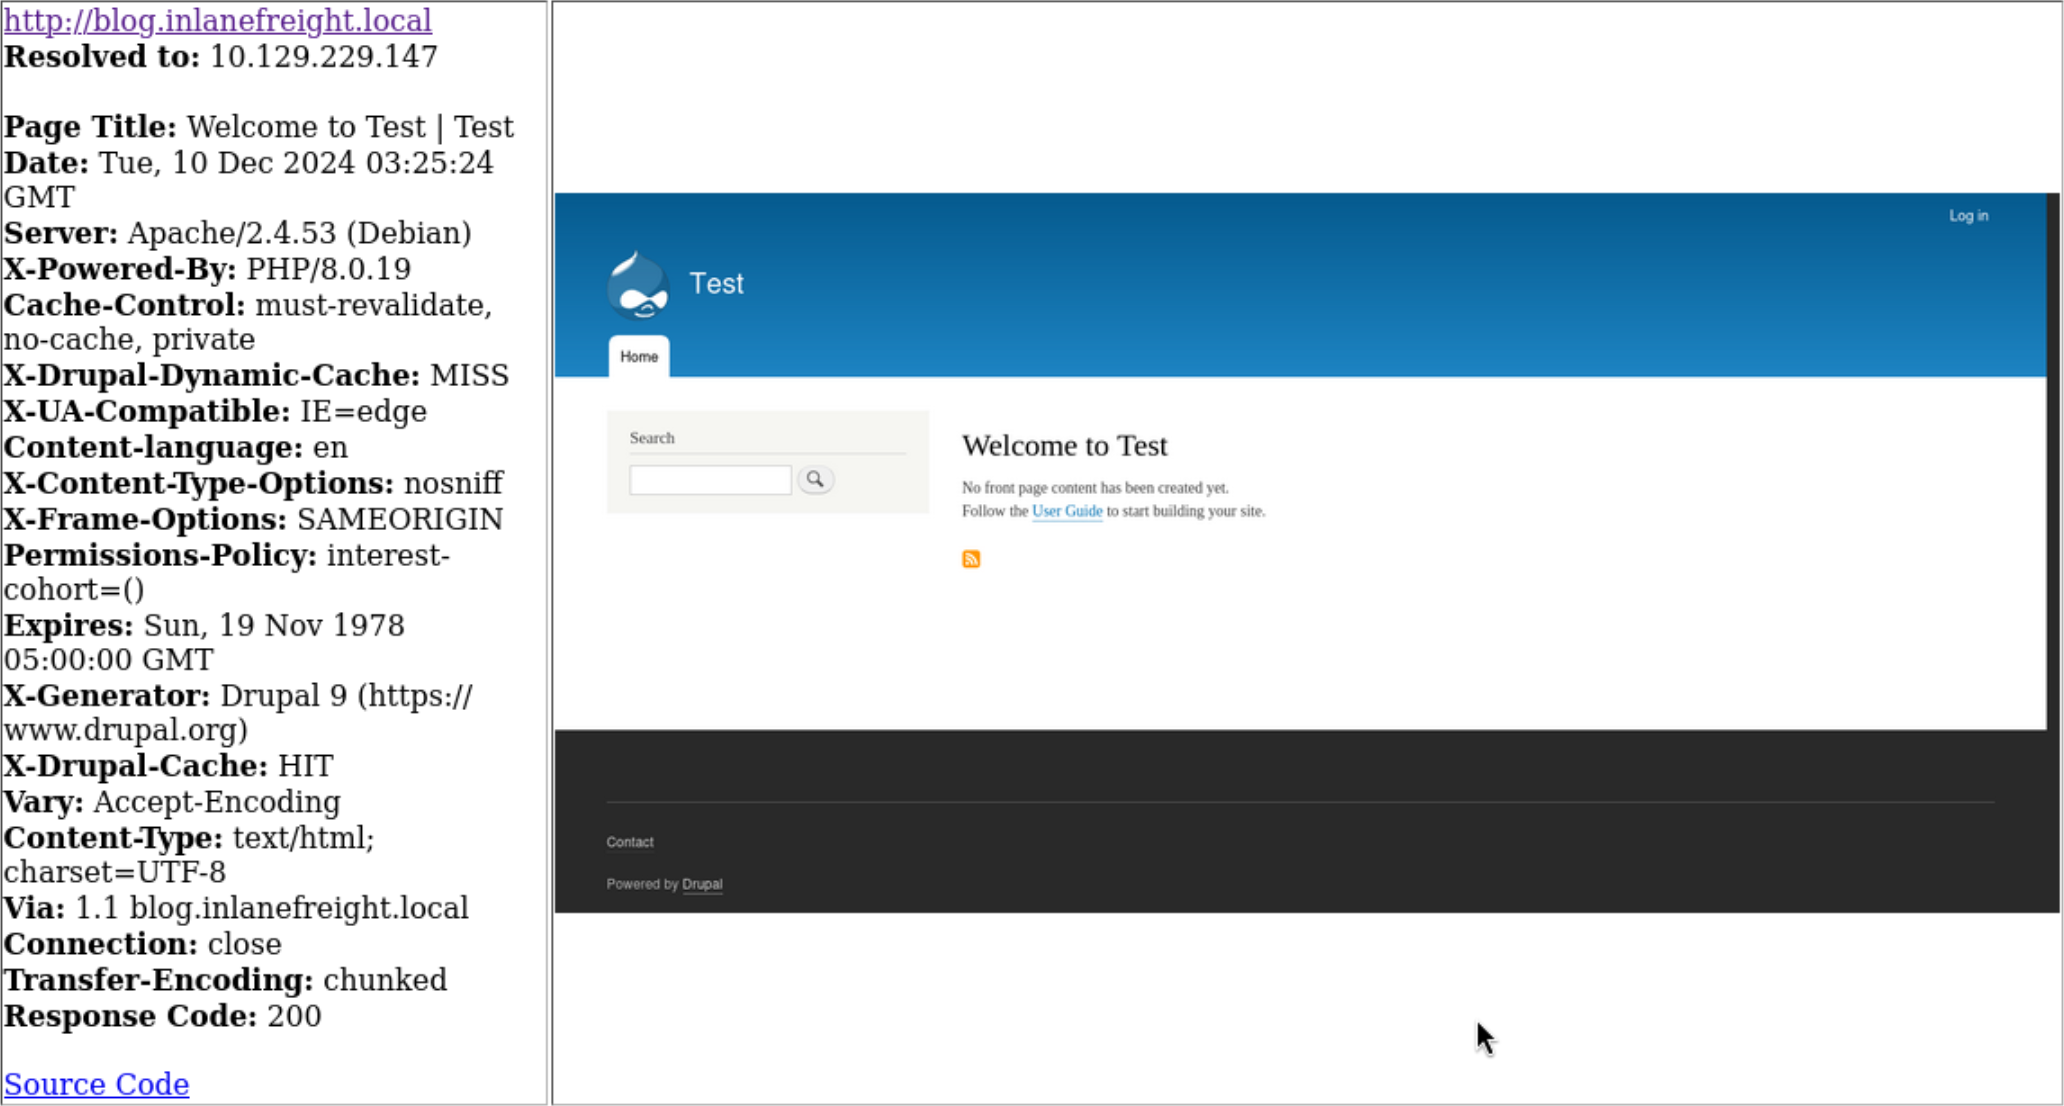 http://blog.inlanefreight.local
Resolved to: 10.129.229.147
Page Title: Welcome to Test | Test
Date: Tue, 10 Dec 2024 03:25:24
GMT
Server: Apache/2.4.53 (Debian)
X-Powered-By: PHP/8.0.19
Cache-Control: must-revalidate,
no-cache, private
X-Drupal-Dynamic-Cache: MISS
X-UA-Compatible: IE=edge
Content-language: en
X-Content-Type-Options: nosniff
X-Frame-Options: SAMEORIGIN
Permissions-Policy: interest-
cohort=()
Expires: Sun, 19 Nov 1978
05:00:00 GMT
X-Generator: Drupal 9 (https://
www.drupal.org)
X-Drupal-Cache: HIT
Vary: Accept-Encoding
Content-Type: text/html;
charset=UTF-8
Via: 1.1 blog.inlanefreight.local
Connection: close
Transfer-Encoding: chunked
Response Code: 200
Source Code
Log in
Test
Home
Search
Welcome to Test
No front page content has been created yet.
Follow the User Guide to start building your site.
Contact
Powered by Drupal